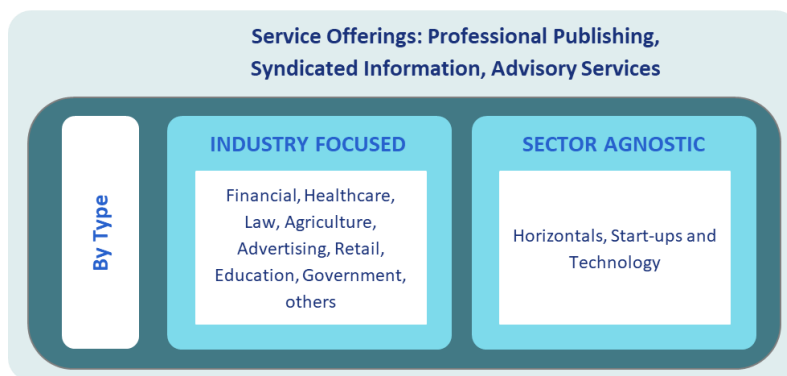 Service Offerings: Professional Publishing,
Syndicated Information, Advisory Services
By Type
INDUSTRY FOCUSED
Financial, Healthcare,
Law, Agriculture,
Advertising, Retail,
Education, Government,
others
SECTOR AGNOSTIC
Horizontals, Start-ups and
Technology